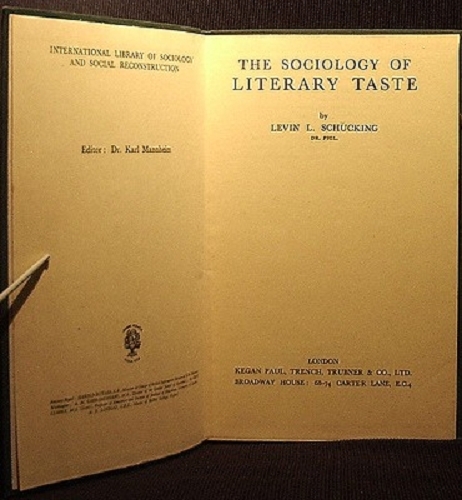 INTERNATIONAL LIBRARY OF SOCIOLOGY
AND SOCIAL RECONSTRUCTION
Editor: Dr. Karl Mannheim
THE SOCIOLOGY OF
LITERARY TASTE
by
LEVIN L. SCHÜCKING
DR. PHIL.
LONDON
KEGAN PAUL, TRENCH, TRUBNER & CO., LTD.
BROADWAY HOUSE: 68-74 CARTER LANE, E.C.4